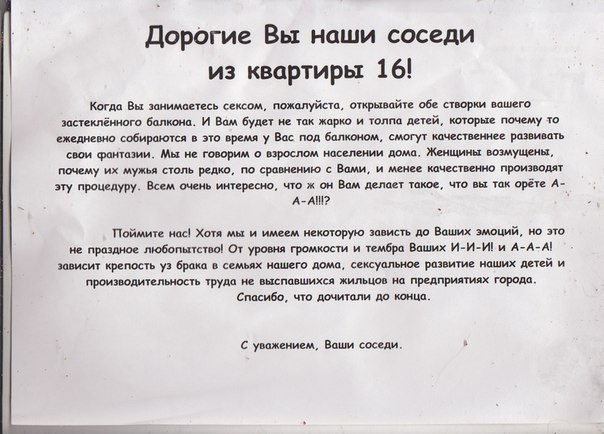 Дорогие Вы наши соседи
из квартиры 16!
Когда Вы занимаетесь сексом, пожалуйста, открывайте обе створки вашего
застеклённого балкона. И Вам будет не так жарко и толпа детей, которые почему то
ежедневно собираются в это время у Вас под балконом, смогут качественнее развивать
свои фантазии. Мы не говорим о взрослом населении дома. Женщины возмущены,
почему их мужья столь редко, по сравнению с Вами, и менее качественно производят
эту процедуру. Всем очень интересно, что ж он Вам делает такое, что вы так орёте А-
А-А!!!?
Поймите нас! Хотя мы и имеем некоторую зависть до Ваших эмоций, но это
не праздное любопытство! От уровня громкости и тембра Ваших И-И-И! и А-А-А!
зависит крепость уз брака в семьях нашего дома, сексуальное развитие наших детей и
производительность труда не выспавшихся жильцов на предприятиях города.
Спасибо, что дочитали до конца.
С уважением, Ваши соседи.